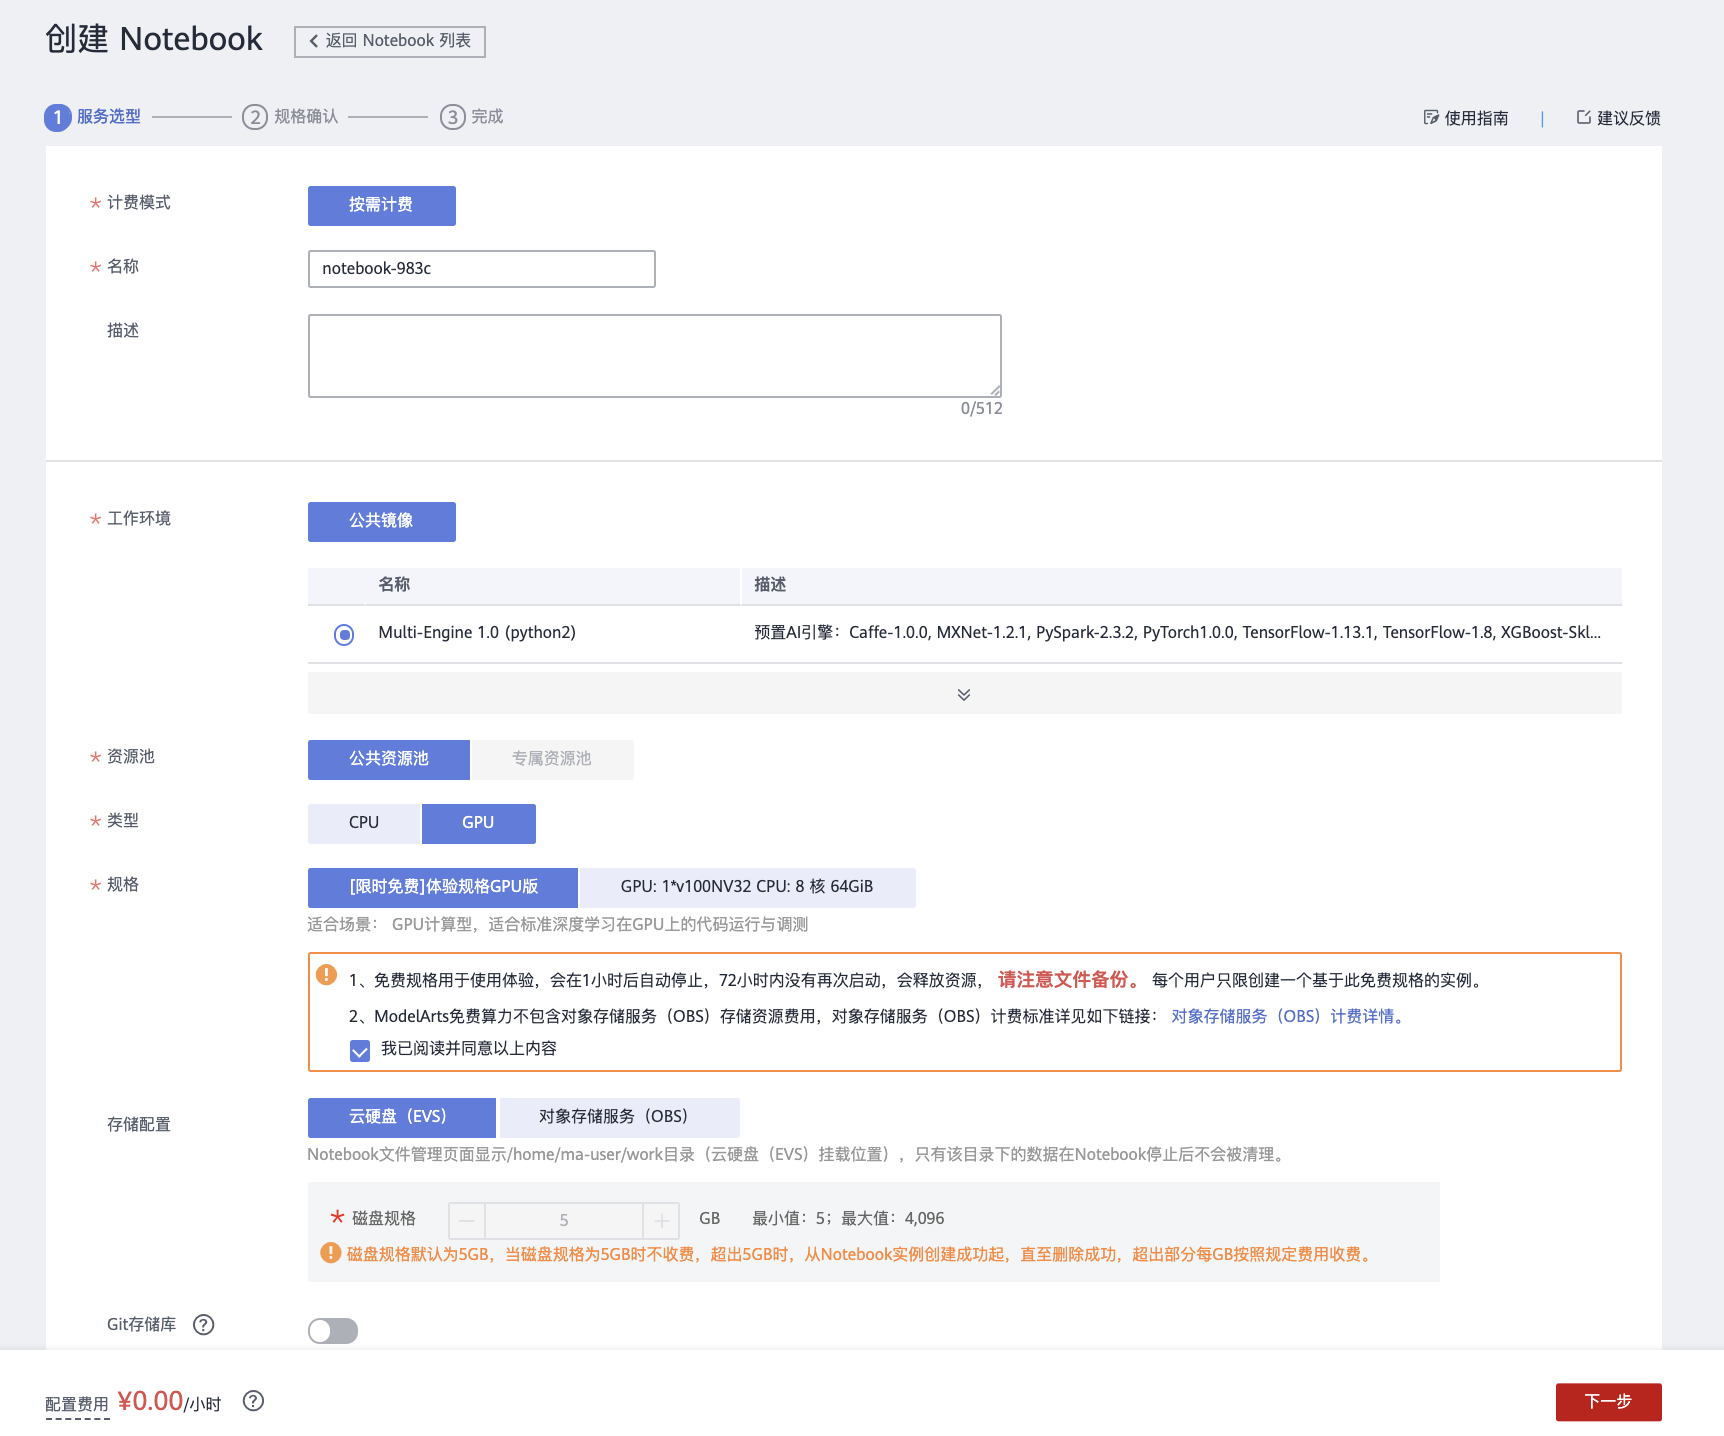 创建 Notebook
返回 Notebook 列表
1 服务选型
2 规格确认
3 完成
使用指南 | 建议反馈
* 计费模式 按需计费
* 名称 notebook-983c
描述
0/512
* 工作环境 公共镜像
名称 描述
Multi-Engine 1.0 (python2) 预置AI引擎：Caffe-1.0.0, MXNet-1.2.1, PySpark-2.3.2, PyTorch1.0.0, TensorFlow-1.13.1, TensorFlow-1.8, XGBoost-Skl...
* 资源池 公共资源池 专属资源池
* 类型 CPU GPU
* 规格 [限时免费]体验规格GPU版 GPU: 1*v100NV32 CPU: 8 核 64GiB
适合场景： GPU计算型，适合标准深度学习在GPU上的代码运行与调测
1、免费规格用于使用体验，会在1小时后自动停止，72小时内没有再次启动，会释放资源， 请注意文件备份。 每个用户只限创建一个基于此免费规格的实例。
2、ModelArts免费算力不包含对象存储服务（OBS）存储资源费用，对象存储服务（OBS）计费标准详见如下链接： 对象存储服务（OBS）计费详情。
我已阅读并同意以上内容
存储配置 云硬盘（EVS） 对象存储服务（OBS）
Notebook文件管理页面显示/home/ma-user/work目录（云硬盘（EVS）挂载位置），只有该目录下的数据在Notebook停止后不会被清理。
* 磁盘规格 — 5 + GB 最小值：5；最大值：4,096
磁盘规格默认为5GB，当磁盘规格为5GB时不收费，超出5GB时，从Notebook实例创建成功起，直至删除成功，超出部分每GB按照规定费用收费。
Git存储库 ?
配置费用 ¥0.00/小时 ?
下一步